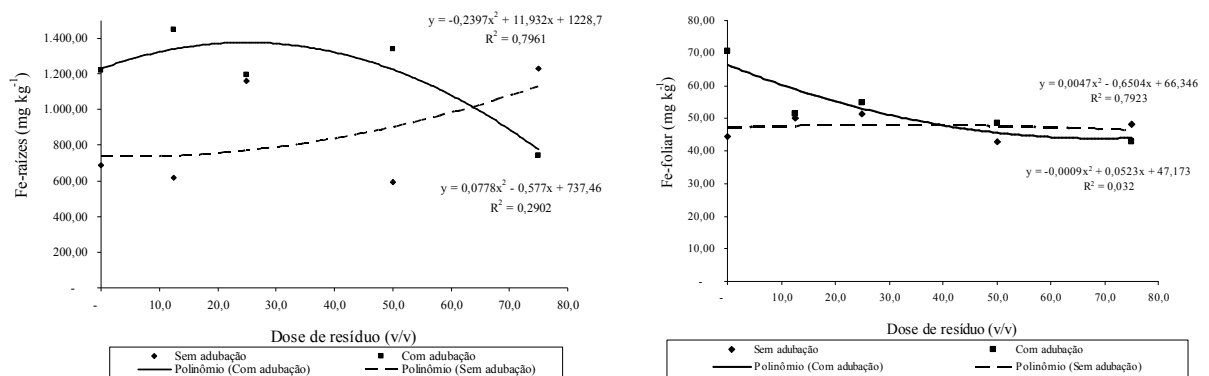 y = -0,2397x² + 11,932x + 1228,7
R² = 0,7961
Fe-raízes (mg kg⁻¹)
1.400,00
1.200,00
1.000,00
800,00
600,00
400,00
200,00
-
y = 0,0778x² - 0,577x + 737,46
R² = 0,2902
- 10,0 20,0 30,0 40,0 50,0 60,0 70,0 80,0
Dose de resíduo (v/v)
Sem adubação Com adubação
Polinômio (Com adubação) Polinômio (Sem adubação)
Fe-foliar (mg kg⁻¹)
80,00
70,00
60,00
50,00
40,00
30,00
20,00
10,00
-
y = 0,0047x² - 0,6504x + 66,346
R² = 0,7923
y = -0,0009x² + 0,0523x + 47,173
R² = 0,032
- 10,0 20,0 30,0 40,0 50,0 60,0 70,0 80,0
Dose de resíduo (v/v)
Sem adubação Com adubação
Polinômio (Com adubação) Polinômio (Sem adubação)